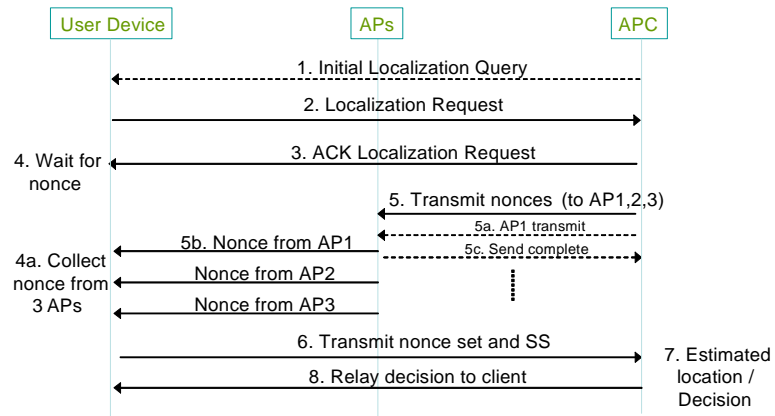 User Device
APs
APC
1. Initial Localization Query
2. Localization Request
3. ACK Localization Request
4. Wait for
nonce
5. Transmit nonces (to AP1,2,3)
5a. AP1 transmit
5b. Nonce from AP1
5c. Send complete
4a. Collect
nonce from
3 APs
Nonce from AP2
Nonce from AP3
6. Transmit nonce set and SS
7. Estimated
location /
Decision
8. Relay decision to client